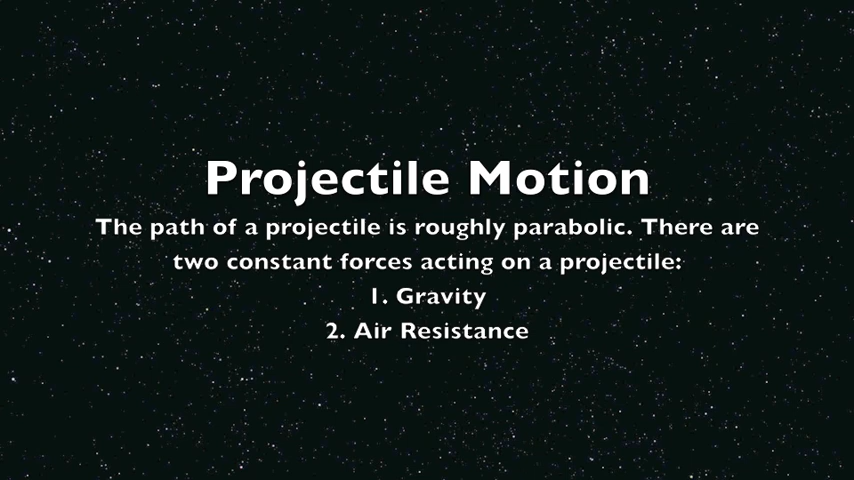 Projectile Motion
The path of a projectile is roughly parabolic. There are
two constant forces acting on a projectile:
1. Gravity
2. Air Resistance